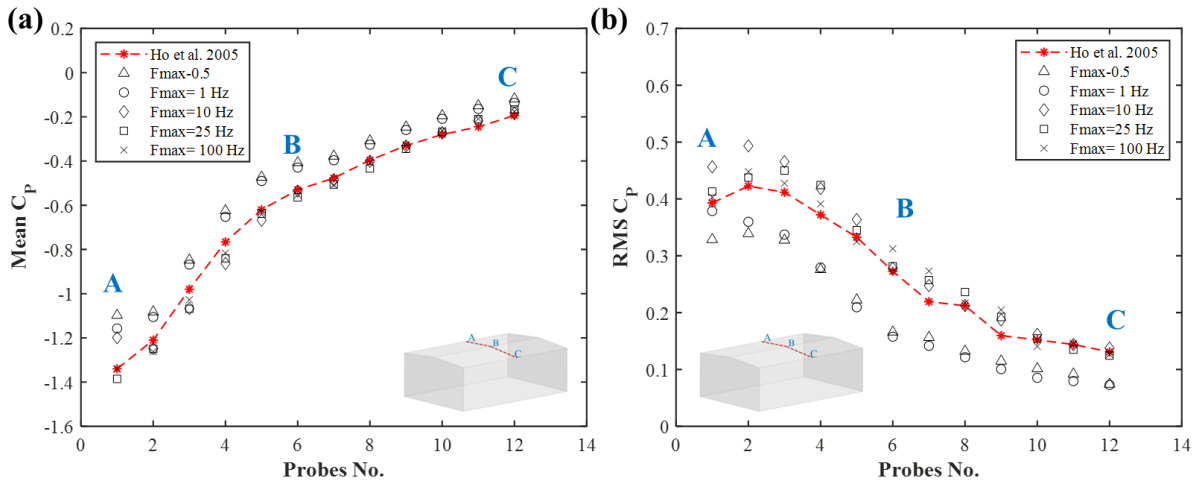 (a)
0.2
0
-0.2
-0.4
-0.6
-0.8
-1
-1.2
-1.4
-1.6
Mean C_P
Ho et al. 2005
Fmax-0.5
Fmax= 1 Hz
Fmax=10 Hz
Fmax=25 Hz
Fmax= 100 Hz
A
B
C
A
B
C
0 2 4 6 8 10 12 14
Probes No.
(b)
0.7
0.6
0.5
0.4
0.3
0.2
0.1
0
RMS C_P
Ho et al. 2005
Fmax-0.5
Fmax= 1 Hz
Fmax=10 Hz
Fmax=25 Hz
Fmax= 100 Hz
A
B
C
A
B
C
0 2 4 6 8 10 12 14
Probes No.